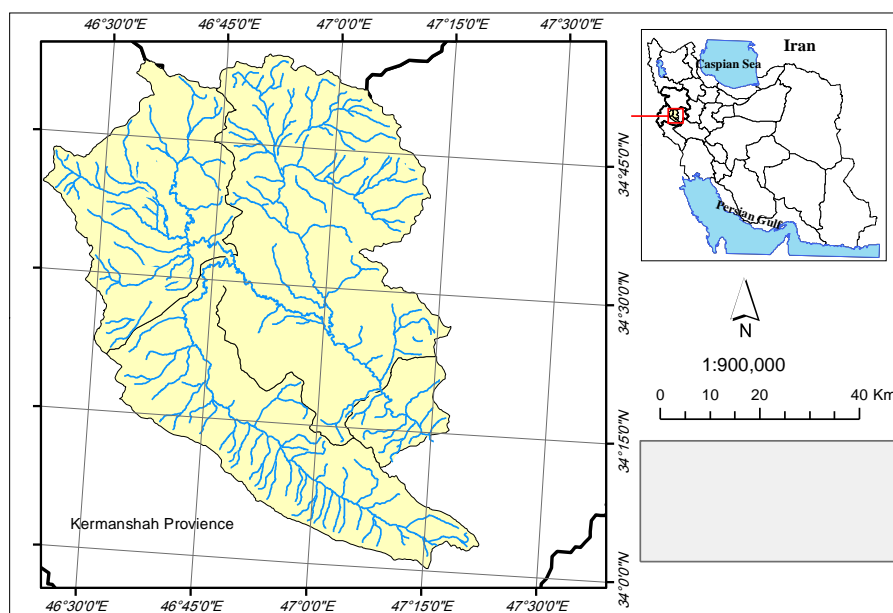 46°30'0"E
46°45'0"E
47°0'0"E
47°15'0"E
47°30'0"E
Iran
Caspian Sea
Persian Gulf
34°45'0"N
34°30'0"N
34°15'0"N
34°0'0"N
N
1:900,000
0 10 20 40 Km
Kermanshah Provience
46°30'0"E
46°45'0"E
47°0'0"E
47°15'0"E
47°30'0"E